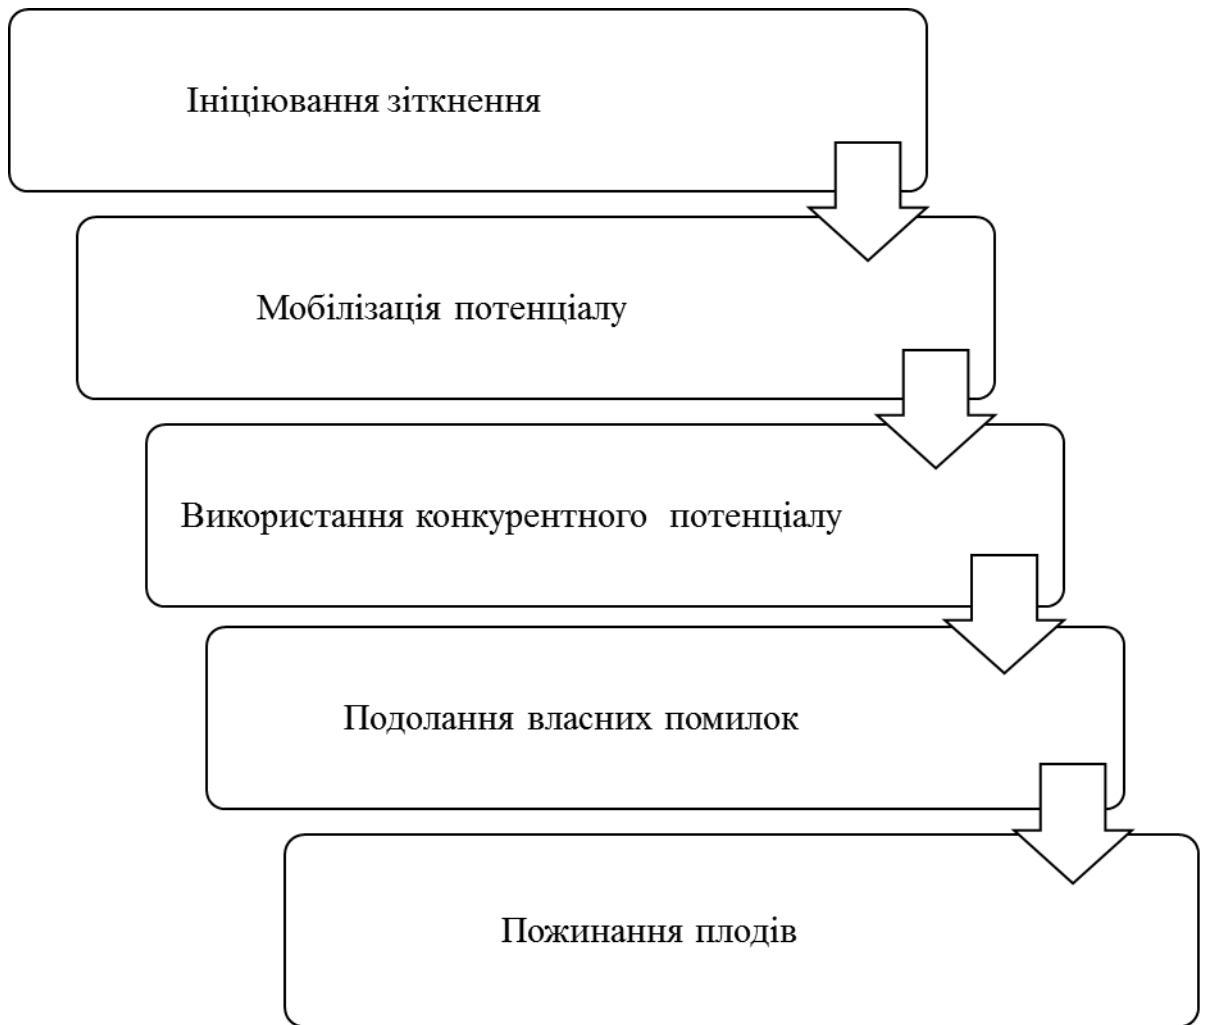 Ініціювання зіткнення
Мобілізація потенціалу
Використання конкурентного потенціалу
Подолання власних помилок
Пожинання плодів